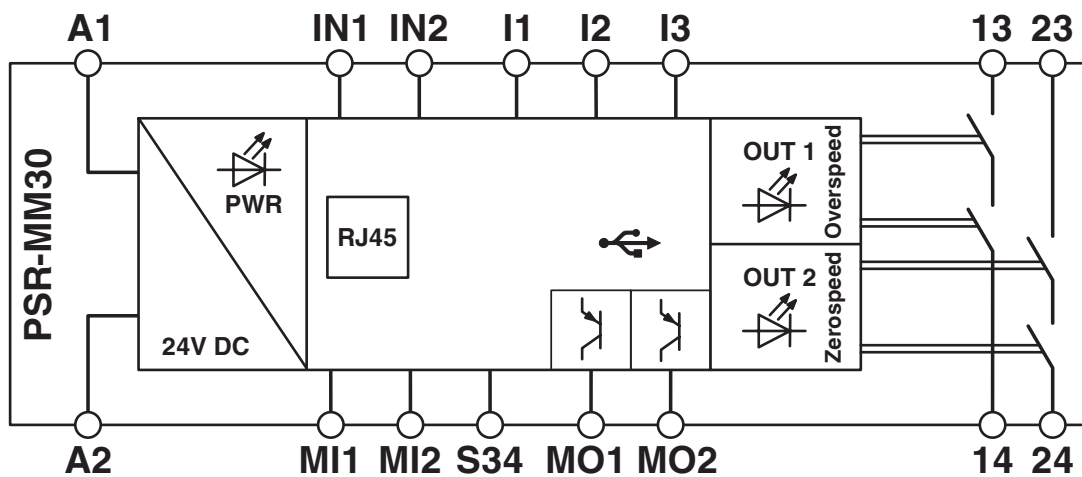 A1 IN1 IN2 I1 I2 I3 13 23
PSR-MM30
PWR
24V DC
RJ45
OUT 1
Overspeed
OUT 2
Zerospeed
A2 MI1 MI2 S34 MO1 MO2 14 24